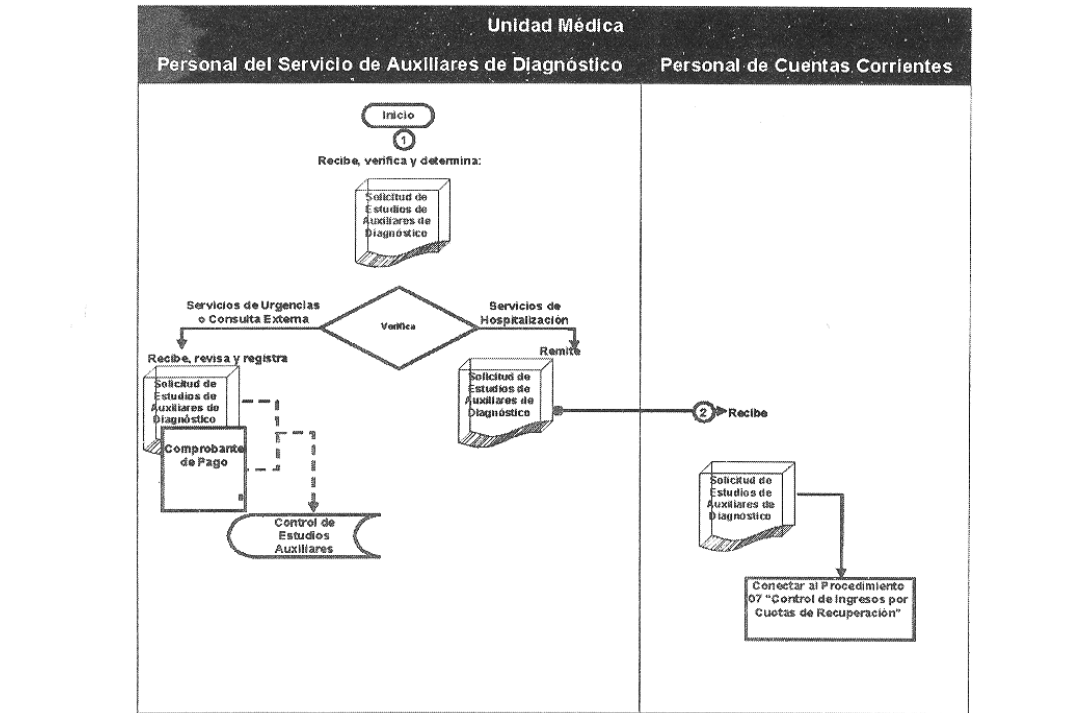 Unidad Médica
Personal del Servicio de Auxiliares de Diagnóstico
Personal de Cuentas Corrientes
Inicio
1
Recibe, verifica y determina:
Solicitud de
Estudios de
Auxiliares de
Diagnóstico
Servicios de Urgencias
o Consulta Externa
Verifica
Servicios de
Hospitalización
Recibe, revisa y registra
Solicitud de
Estudios de
Auxiliares de
Diagnóstico
Comprobante
de Pago
Control de
Estudios
Auxiliares
Remite
Solicitud de
Estudios de
Auxiliares de
Diagnóstico
2
Recibe
Solicitud de
Estudios de
Auxiliares de
Diagnóstico
Conectar al Procedimiento
07 "Control de Ingresos por
Cuotas de Recuperación"